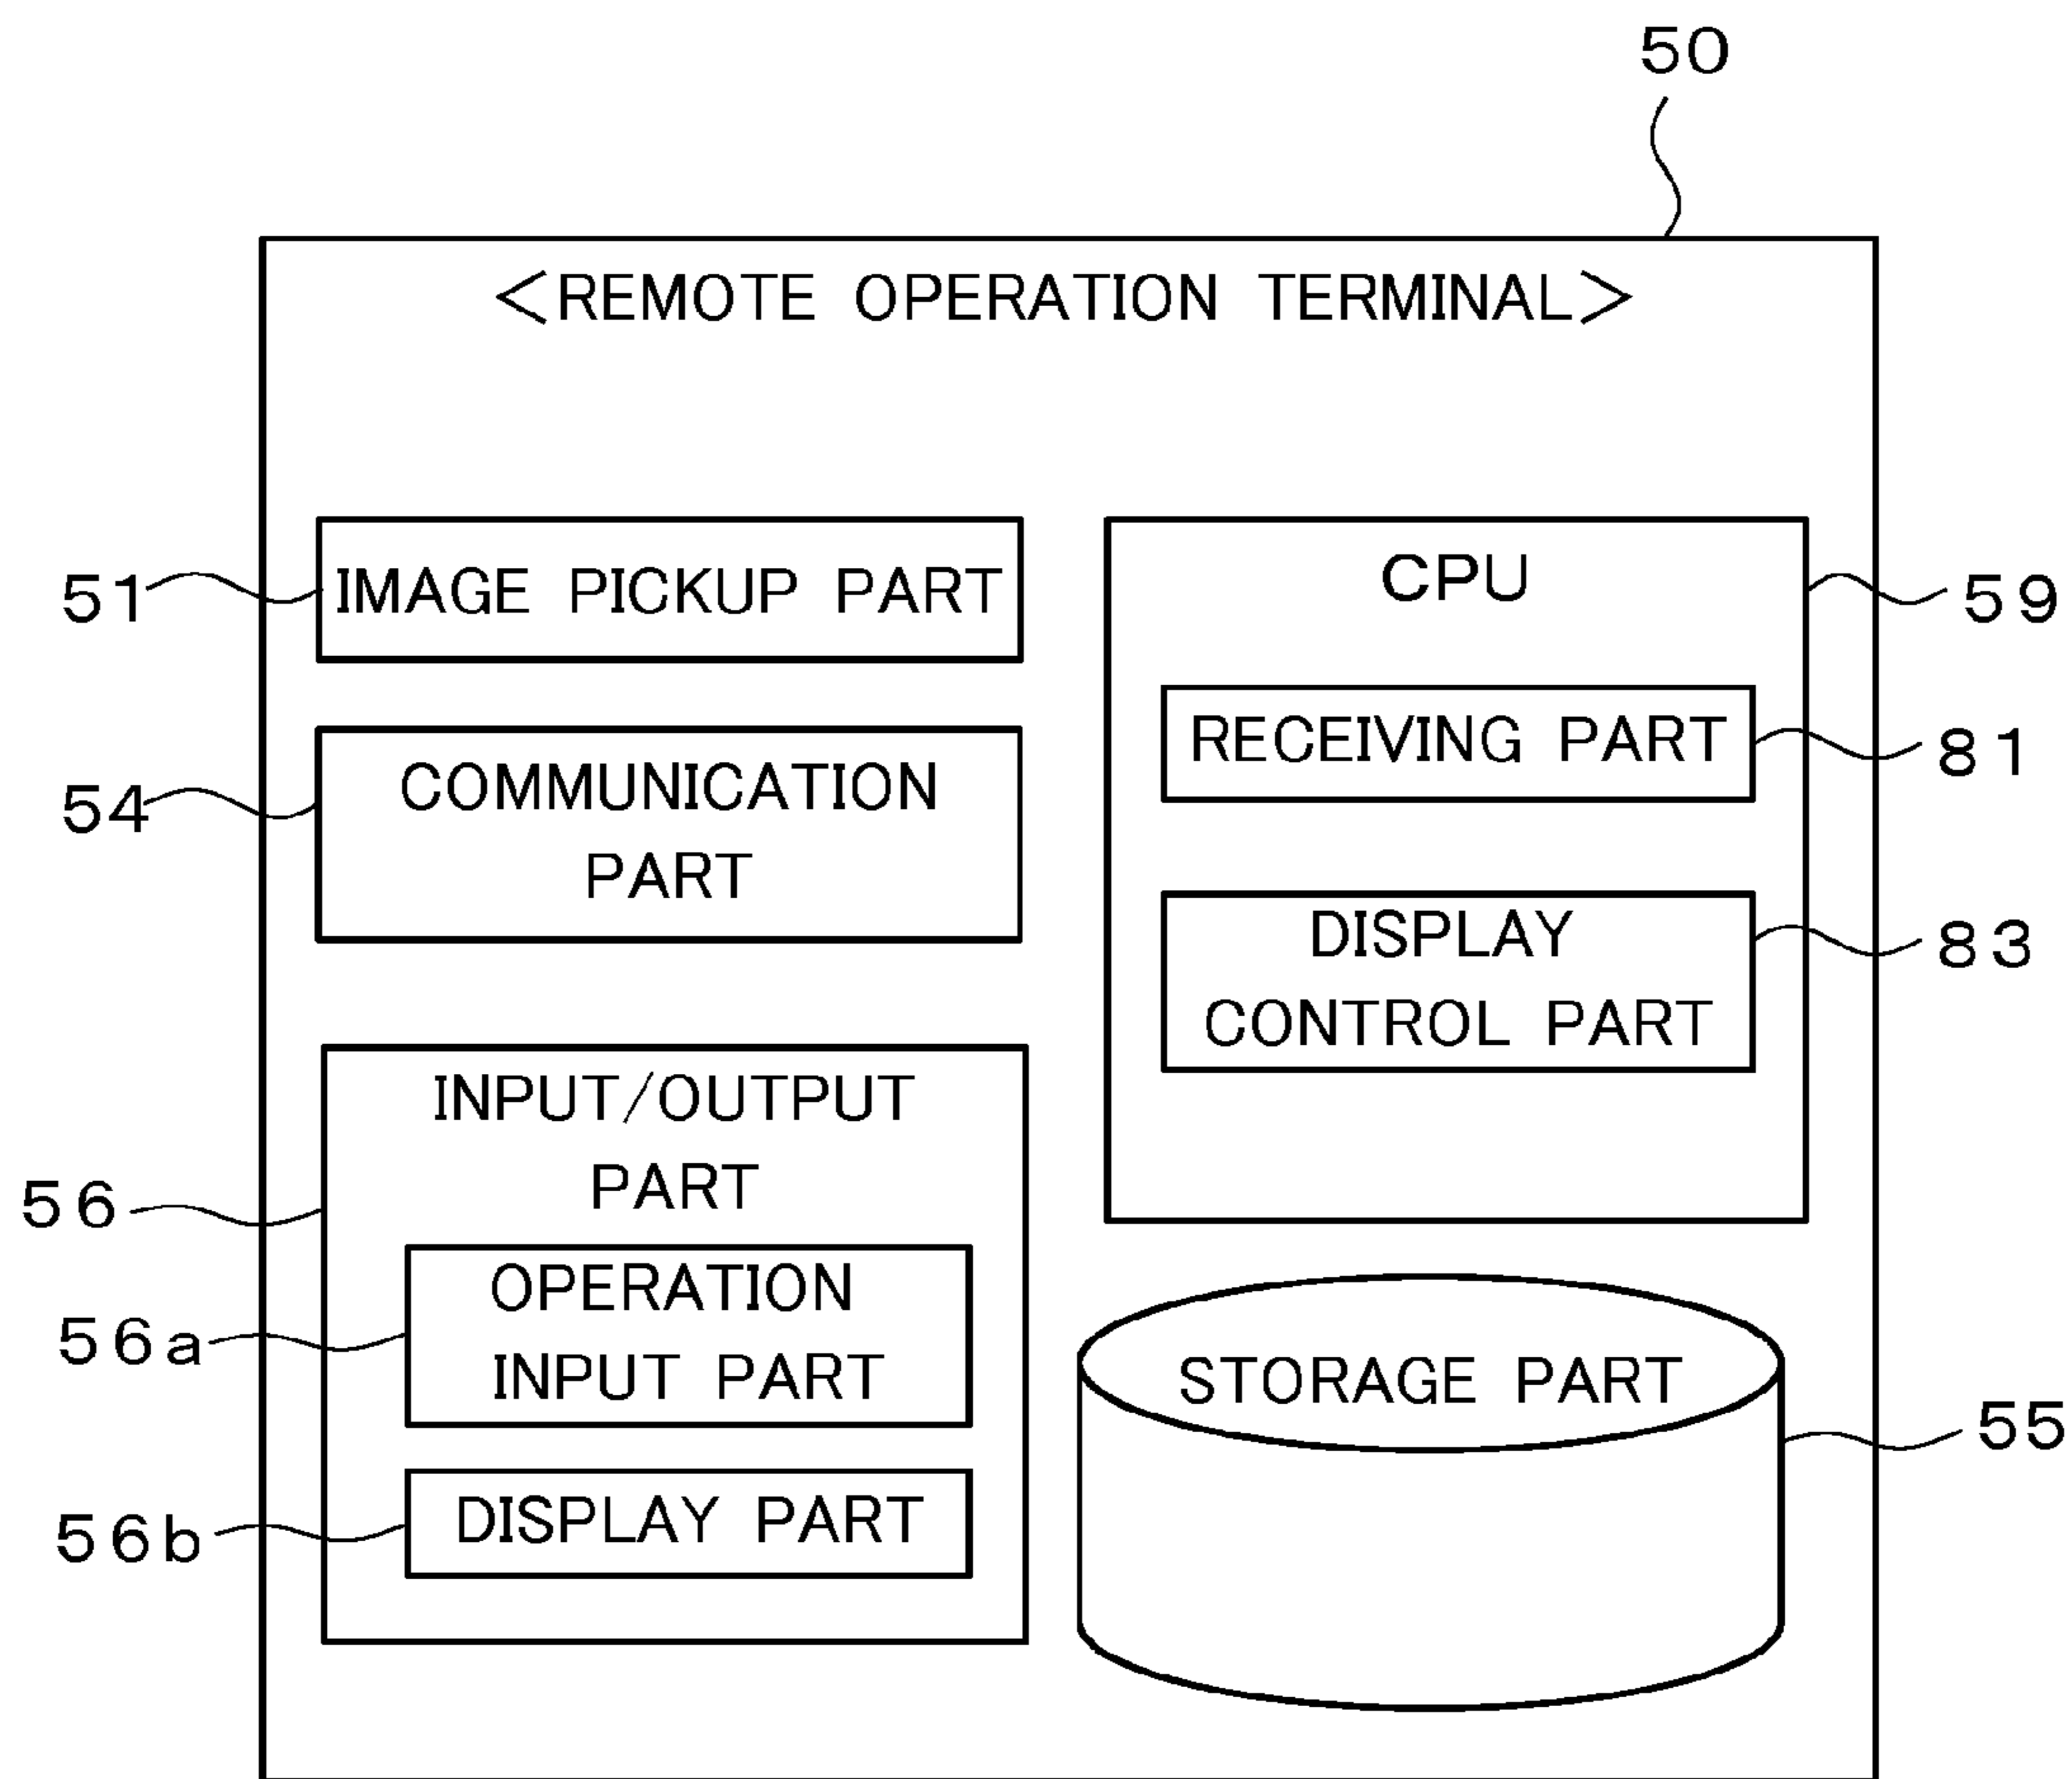 50
<REMOTE OPERATION TERMINAL>
51
IMAGE PICKUP PART
54
COMMUNICATION
PART
56
INPUT/OUTPUT
PART
56a
OPERATION
INPUT PART
56b
DISPLAY PART
CPU
59
RECEIVING PART
81
DISPLAY
CONTROL PART
83
STORAGE PART
55